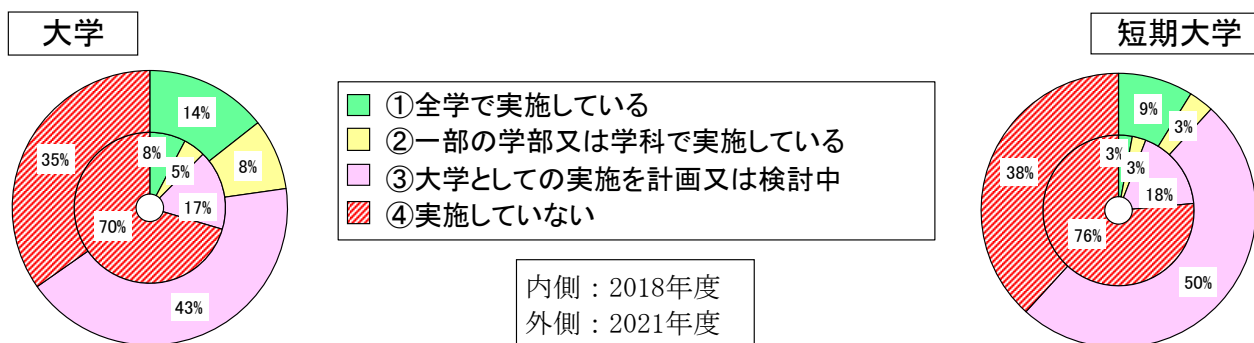 大学
14%
8%
43%
35%
8%
5%
17%
70%
①全学で実施している
②一部の学部又は学科で実施している
③大学としての実施を計画又は検討中
④実施していない
内側：2018年度
外側：2021年度
短期大学
9%
3%
50%
38%
3%
3%
18%
76%